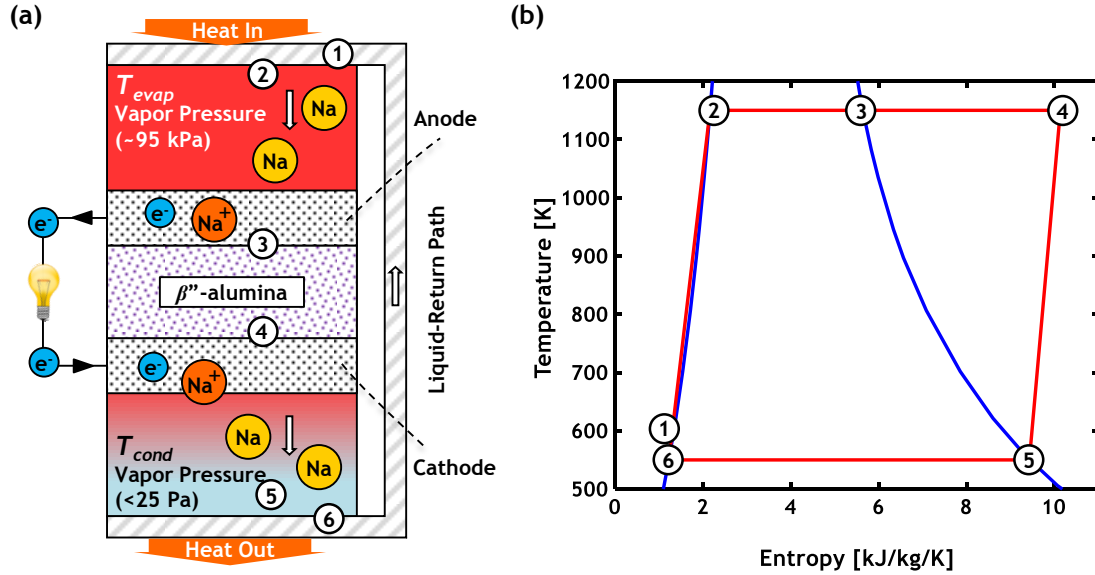 (a)
Heat In
1
2
T_evap
Vapor Pressure
(~95 kPa)
Na
Na
Anode
e-
e-
Na+
3
β”-alumina
4
Liquid-Return Path
e-
e-
Na+
T_cond
Vapor Pressure
(<25 Pa)
Na
Na
Cathode
5
6
Heat Out
(b)
Temperature [K]
1200
1100
1000
900
800
700
600
500
2
3
4
1
6
5
0
2
4
6
8
10
Entropy [kJ/kg/K]